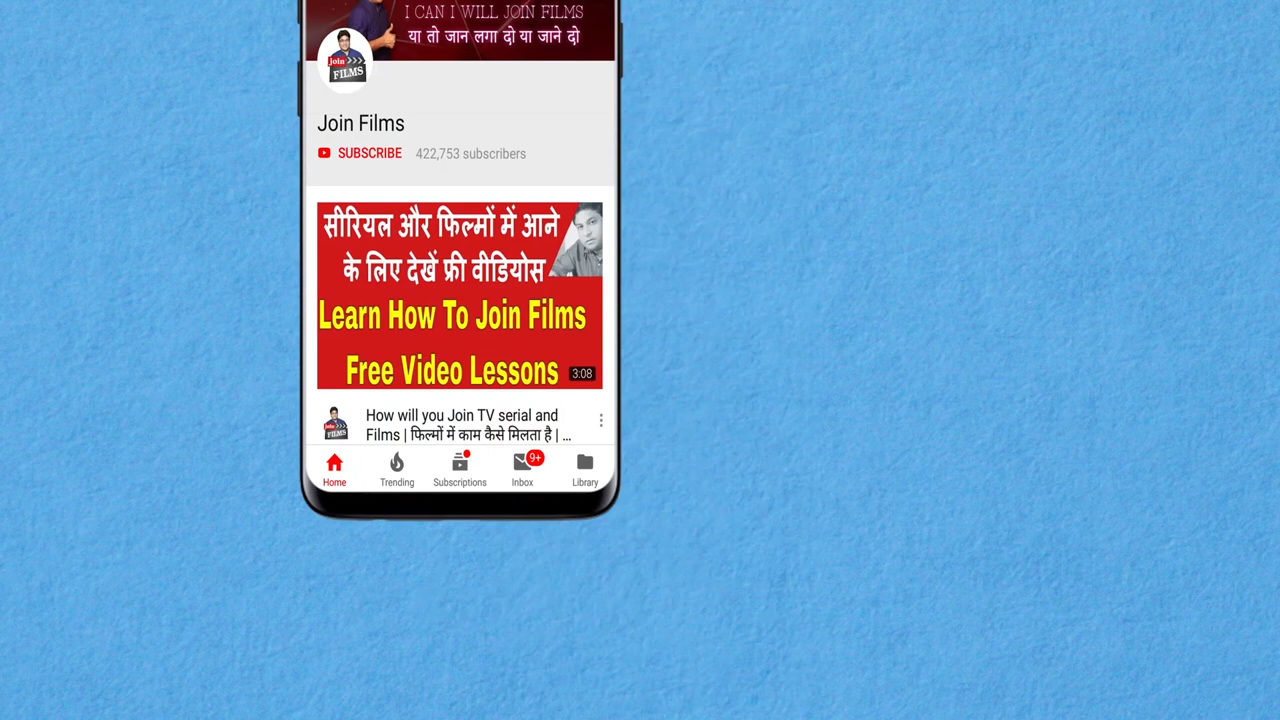 I CAN I WILL JOIN FILMS
या तो जान लगा दो या जाने दो
join
FILMS
Join Films
SUBSCRIBE 422,753 subscribers
सीरियल और फिल्मों में आने
के लिए देखें फ्री वीडियोस
Learn How To Join Films
Free Video Lessons
3:08
join
FILMS
How will you Join TV serial and
Films | फिल्मों में काम कैसे मिलता है | ...
9+
Home Trending Subscriptions Inbox Library